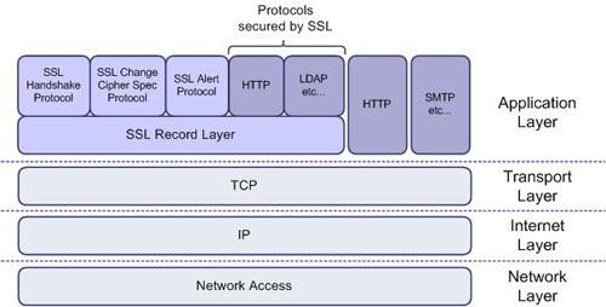 Protocols
secured by SSL
SSL
Handshake
Protocol
SSL Change
Cipher Spec
Protocol
SSL Alert
Protocol
HTTP
LDAP
etc...
HTTP
SMTP
etc...
SSL Record Layer
Application
Layer
TCP
Transport
Layer
IP
Internet
Layer
Network Access
Network
Layer